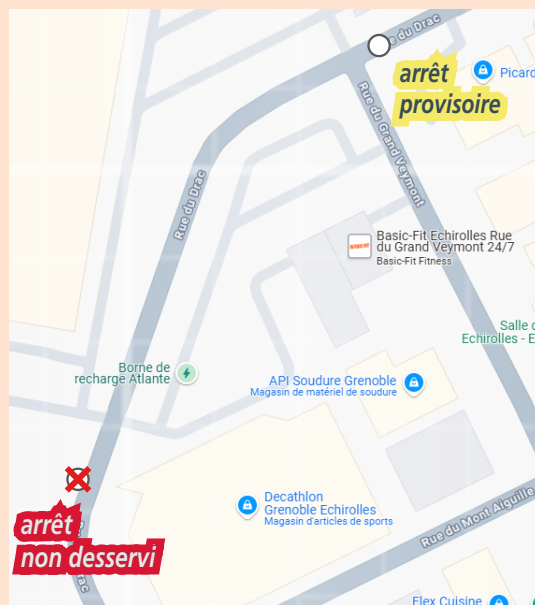 Rue du Drac
arrêt
provisoire
Picard
Rue du Grand Veymont
Rue du Drac
Basic-Fit Echirolles Rue
du Grand Veymont 24/7
Basic-Fit Fitness
Salle d
Echirolles - E
Borne de
recharge Atlante
API Soudure Grenoble
Magasin de matériel de soudure
Decathlon
Grenoble Echirolles
Magasin d'articles de sports
Rue du Mont Aiguille
arrêt
non desservi
Drac
Flex Cuisine